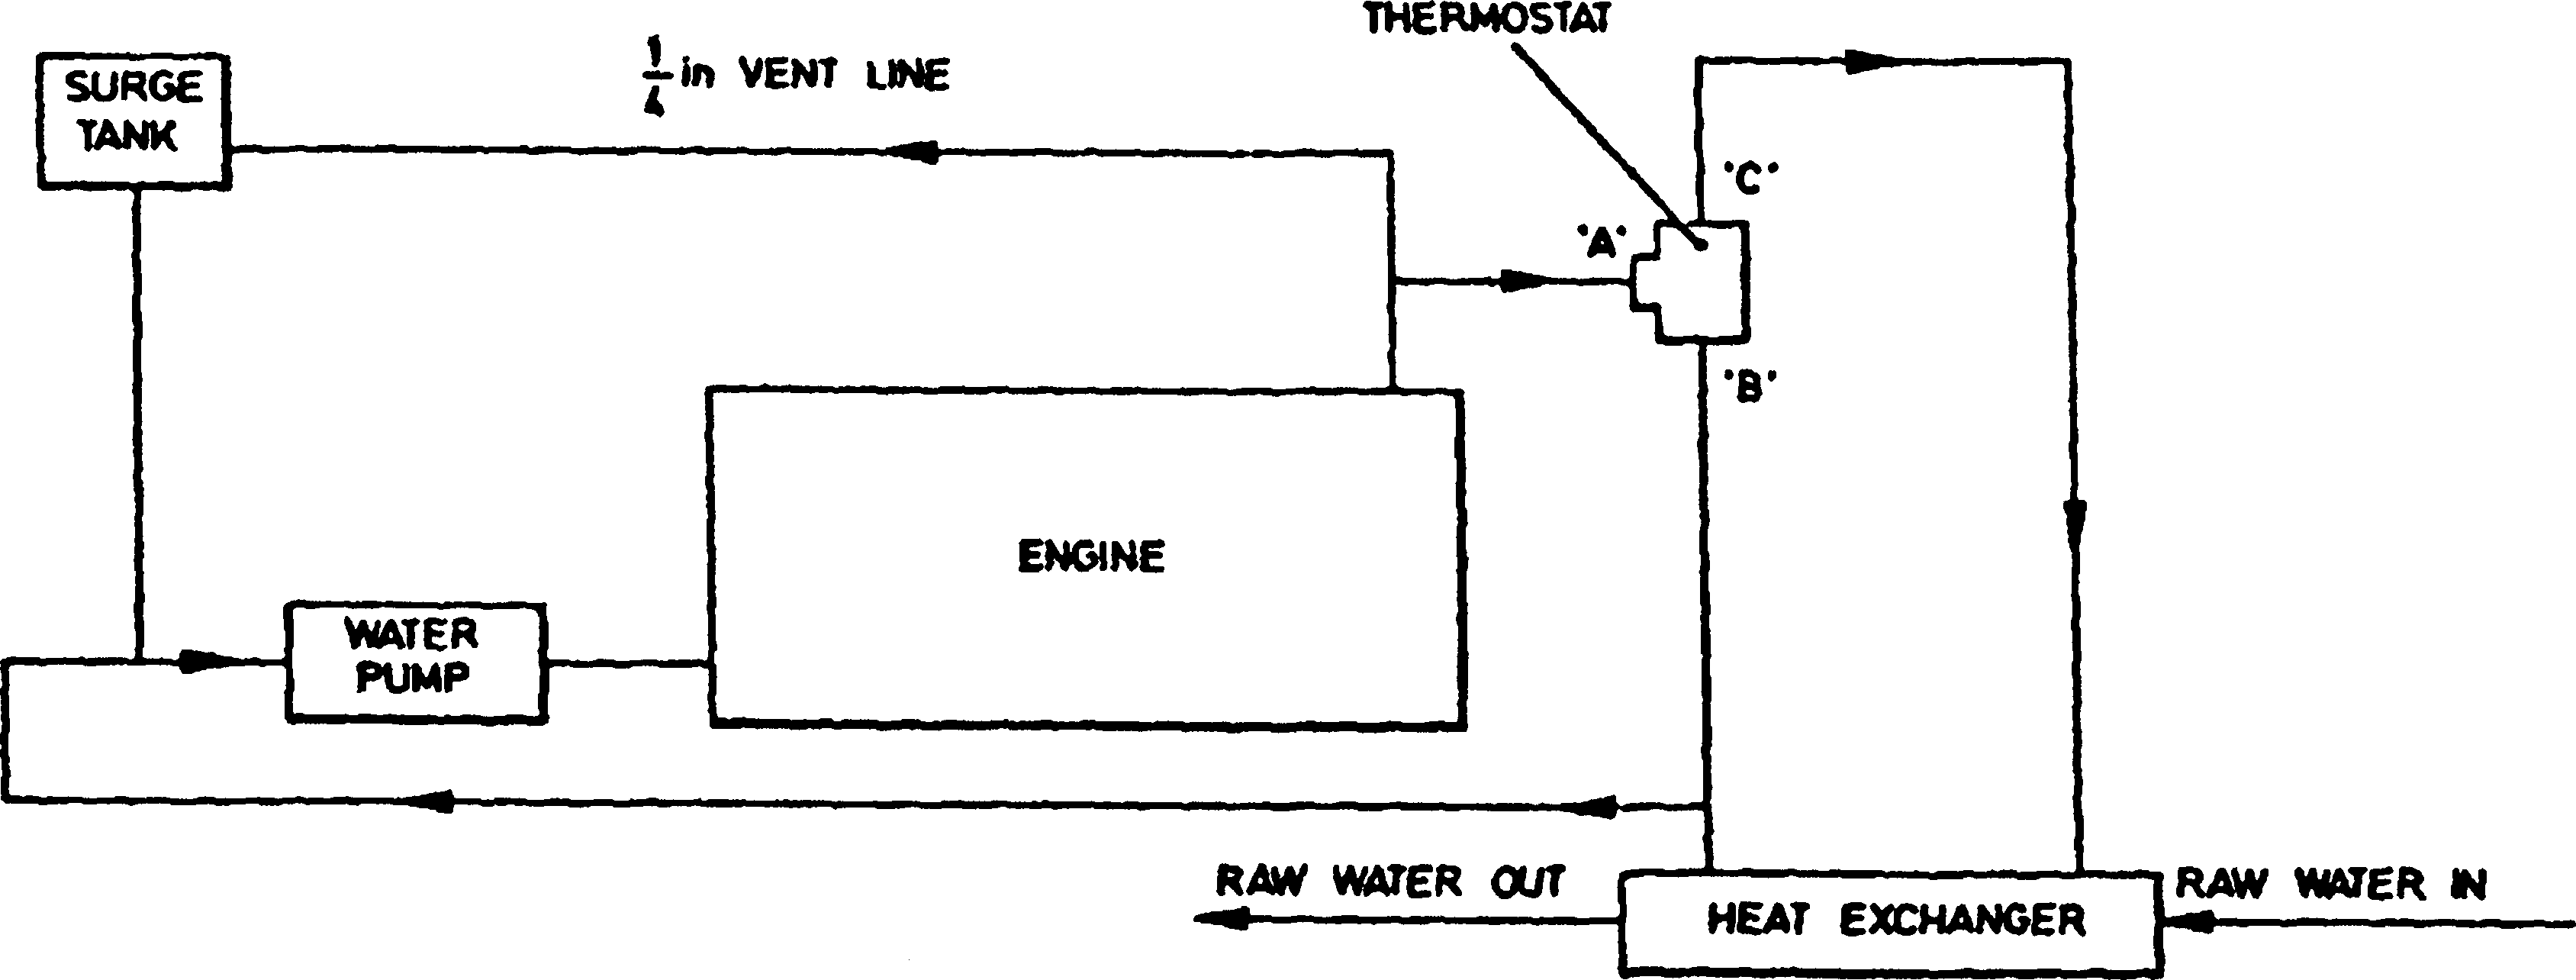 THERMOSTAT
SURGE
TANK
1/4 in VENT LINE
'C'
'A'
'B'
ENGINE
WATER
PUMP
RAW WATER OUT
HEAT EXCHANGER
RAW WATER IN